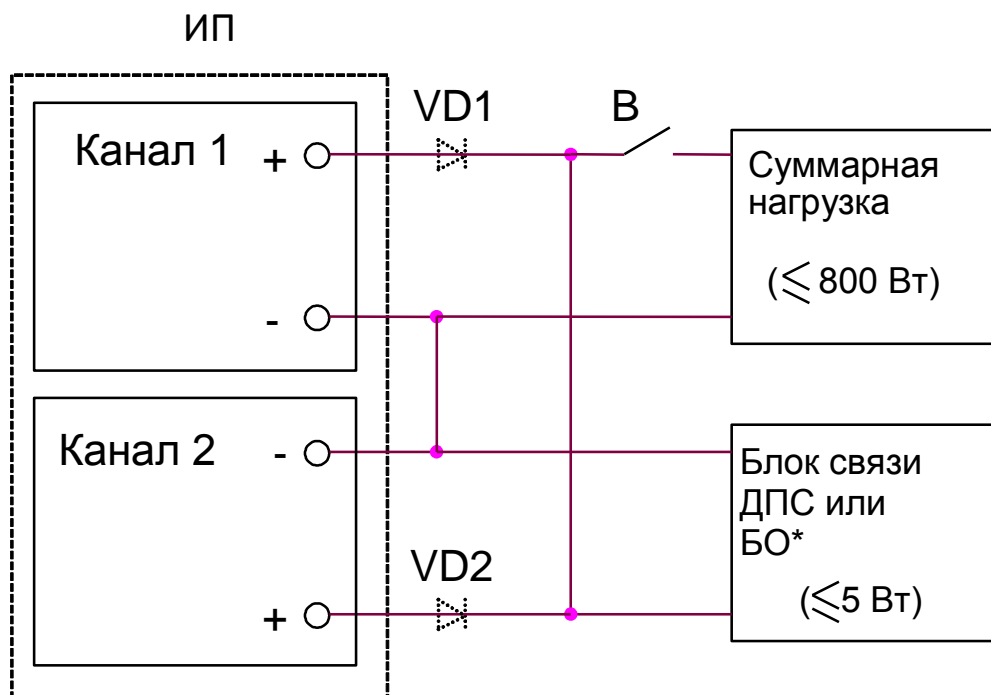 ИП
VD1
В
Канал 1
+
Суммарная
нагрузка
(≤ 800 Вт)
-
Канал 2
-
Блок связи
ДПС или
БО*
VD2
(≤5 Вт)
+